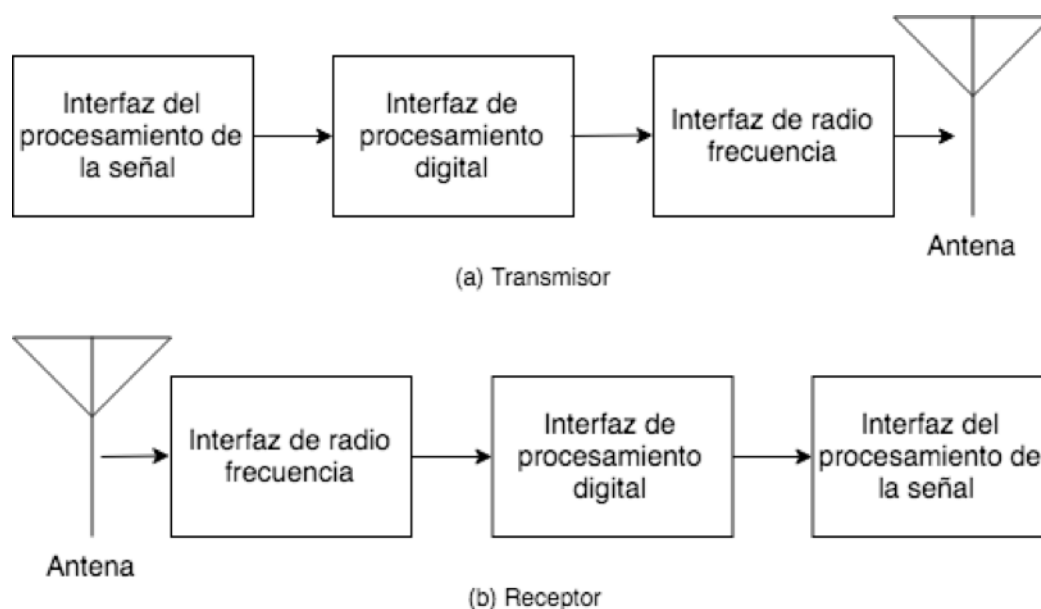 Interfaz del
procesamiento de
la señal
Interfaz de
procesamiento
digital
Interfaz de radio
frecuencia
Antena
(a) Transmisor
Antena
Interfaz de radio
frecuencia
Interfaz de
procesamiento
digital
Interfaz del
procesamiento de
la señal
(b) Receptor